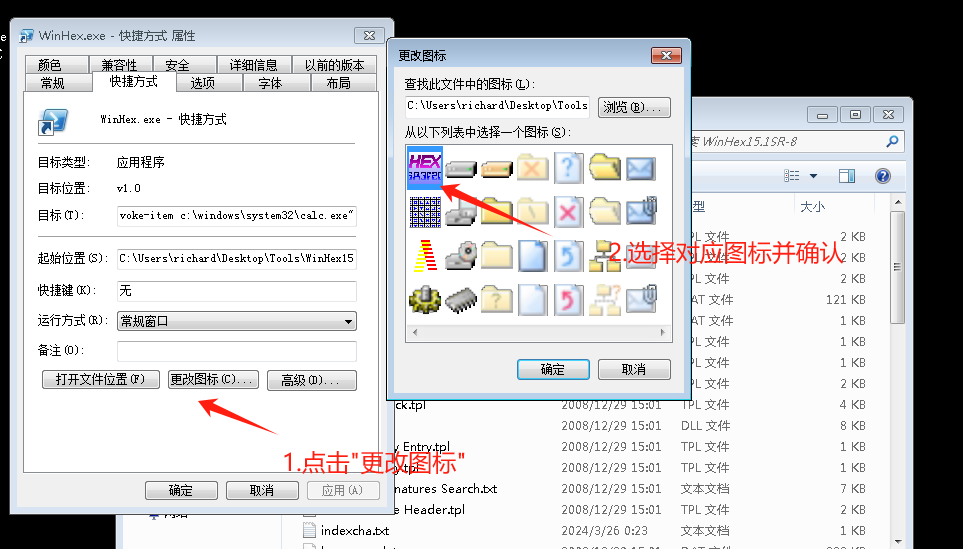 WinHex.exe - 快捷方式 属性
颜色 兼容性 安全 详细信息 以前的版本
常规 快捷方式 选项 字体 布局
WinHex.exe - 快捷方式
目标类型: 应用程序
目标位置: v1.0
目标(T): voke-item c:\windows\system32\calc.exe"
起始位置(S): C:\Users\richard\Desktop\Tools\WinHex15
快捷键(K): 无
运行方式(R): 常规窗口
备注(O):
打开文件位置(F) 更改图标(C)... 高级(D)...
1.点击"更改图标"
确定 取消 应用(A)
更改图标
查找此文件中的图标(L):
C:\Users\richard\Desktop\Tools
浏览(B)...
从以下列表中选择一个图标(S):
HEX
2.选择对应图标并确认
确定 取消
WinHex15.1SR-8
型 大小
PL 文件 2 KB
PL 文件 2 KB
PL 文件 2 KB
AT 文件 121 KB
PL 文件 1 KB
PL 文件 1 KB
PL 文件 1 KB
PL 文件 2 KB
ck.tpl 2008/12/29 15:01 TPL 文件 4 KB
2008/12/29 15:01 DLL 文件 8 KB
y Entry.tpl 2008/12/29 15:01 TPL 文件 1 KB
y.tpl 2008/12/29 15:01 TPL 文件 1 KB
natures Search.txt 2008/12/29 15:01 文本文档 7 KB
e Header.tpl 2008/12/29 15:01 TPL 文件 2 KB
indexcha.txt 2024/3/26 0:23 文本文档 1 KB